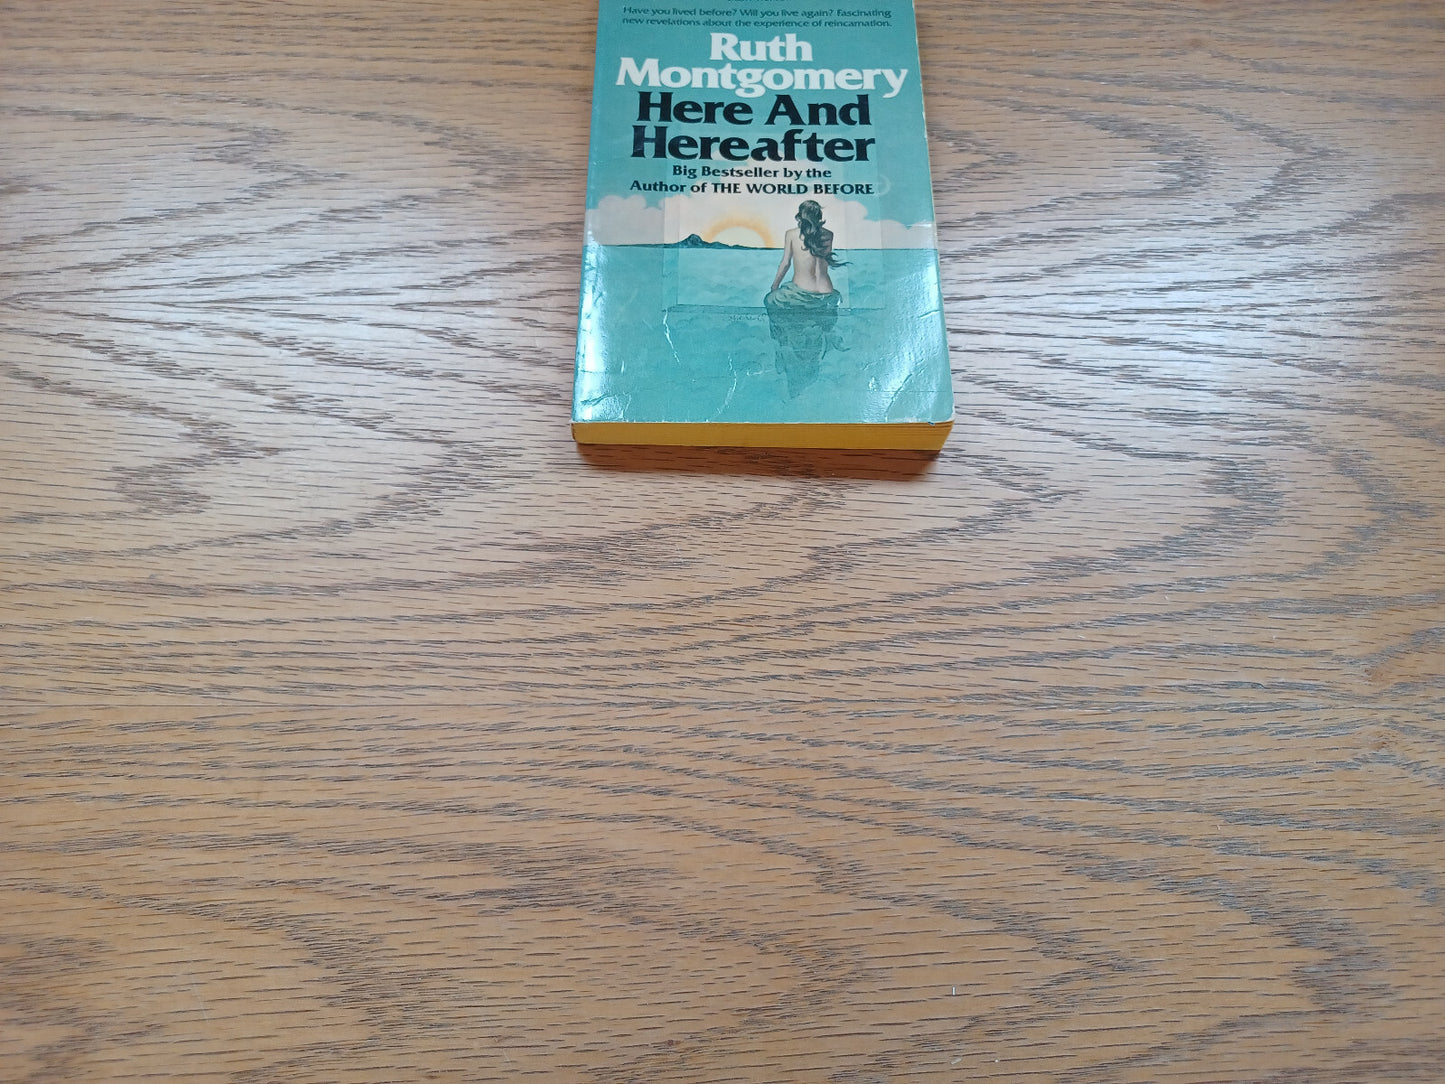 Have you lived before? Will you live again? Fascinating
new revelations about the experience of reincarnation.
Ruth
Montgomery
Here And
Hereafter
Big Bestseller by the
Author of THE WORLD BEFORE